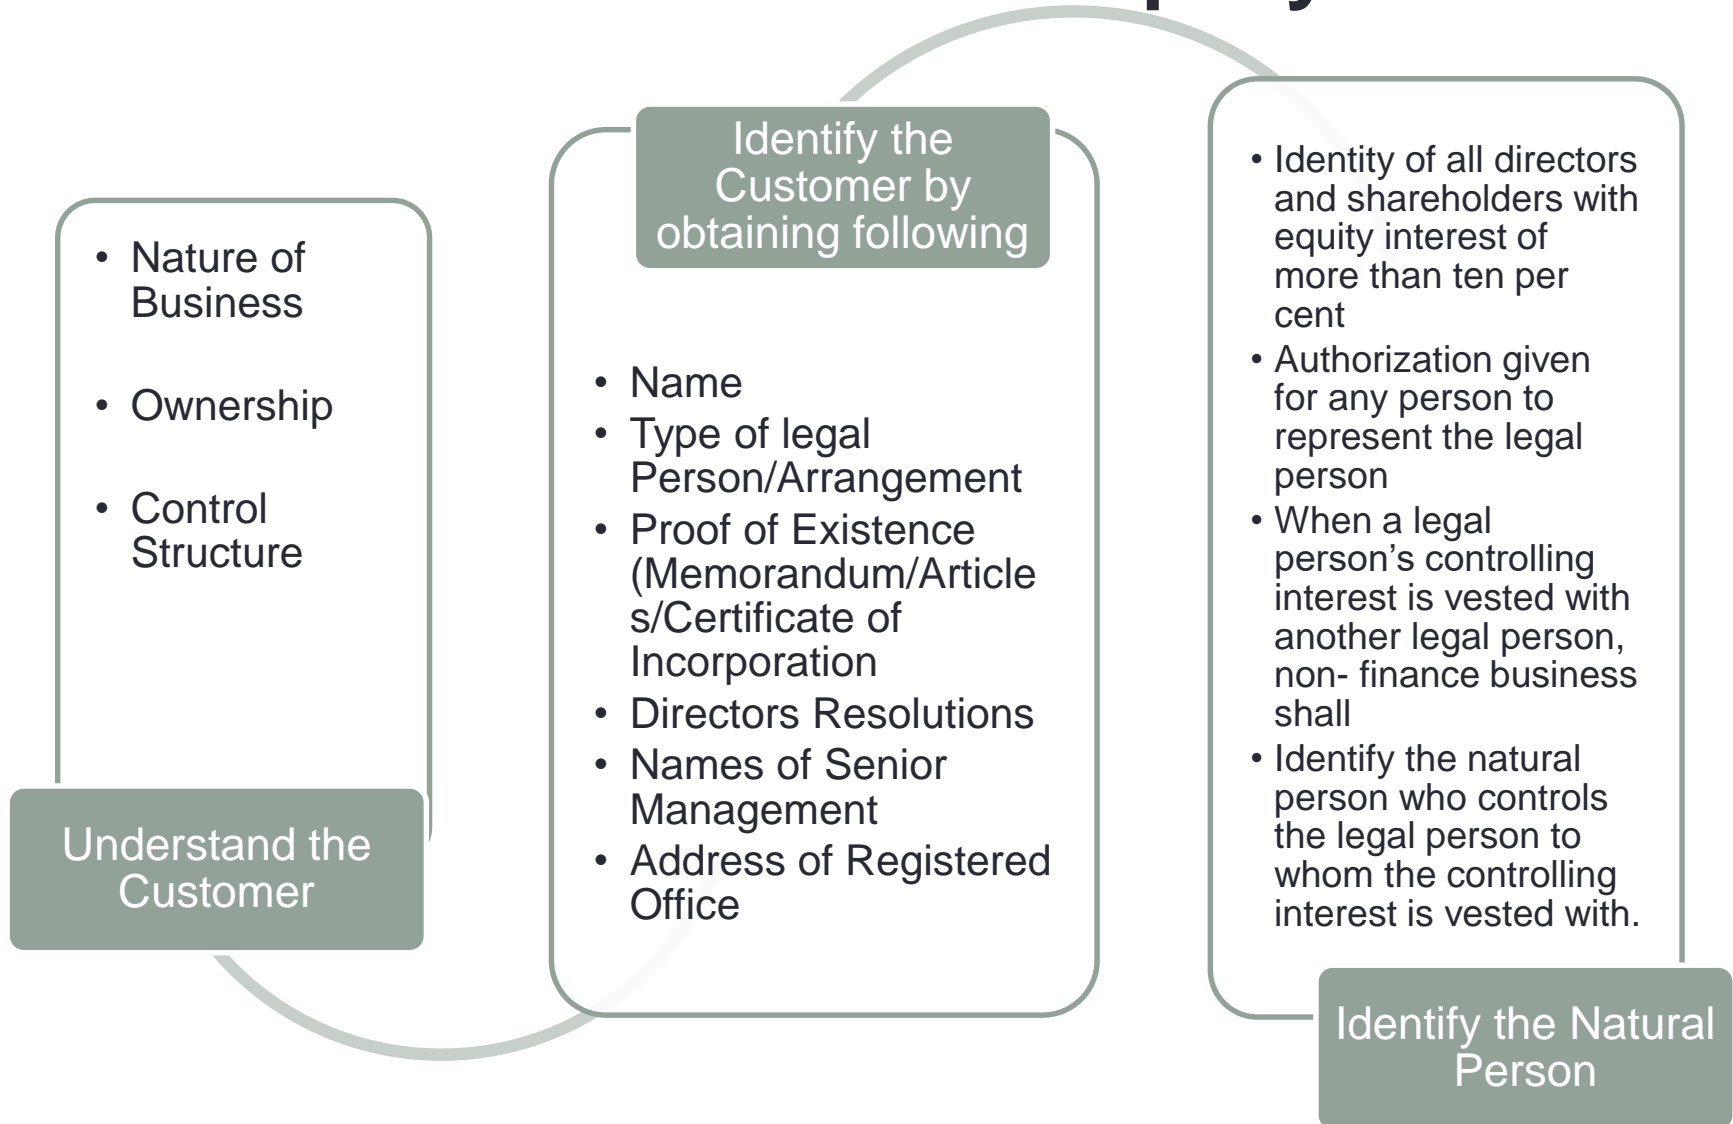 • Nature of
Business
• Ownership
• Control
Structure
Understand the
Customer
Identify the
Customer by
obtaining following
• Name
• Type of legal
Person/Arrangement
• Proof of Existence
(Memorandum/Article
s/Certificate of
Incorporation
• Directors Resolutions
• Names of Senior
Management
• Address of Registered
Office
• Identity of all directors
and shareholders with
equity interest of
more than ten per
cent
• Authorization given
for any person to
represent the legal
person
• When a legal
person’s controlling
interest is vested with
another legal person,
non- finance business
shall
• Identify the natural
person who controls
the legal person to
whom the controlling
interest is vested with.
Identify the Natural
Person